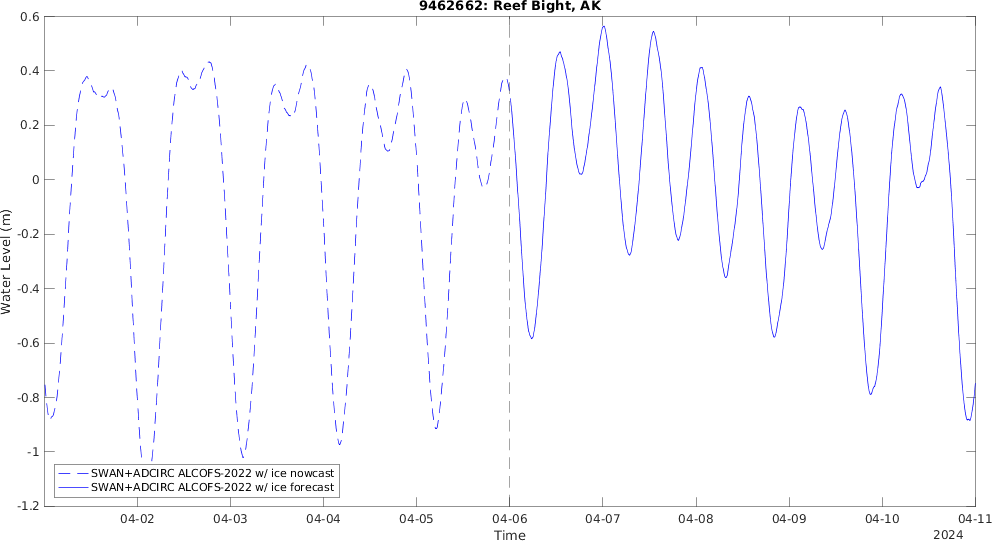 9462662: Reef Bight, AK
0.6
0.4
0.2
0
-0.2
-0.4
-0.6
-0.8
-1
-1.2
Water Level (m)
SWAN+ADCIRC ALCOFS-2022 w/ ice nowcast
SWAN+ADCIRC ALCOFS-2022 w/ ice forecast
04-02 04-03 04-04 04-05 04-06 04-07 04-08 04-09 04-10 04-11
Time
2024